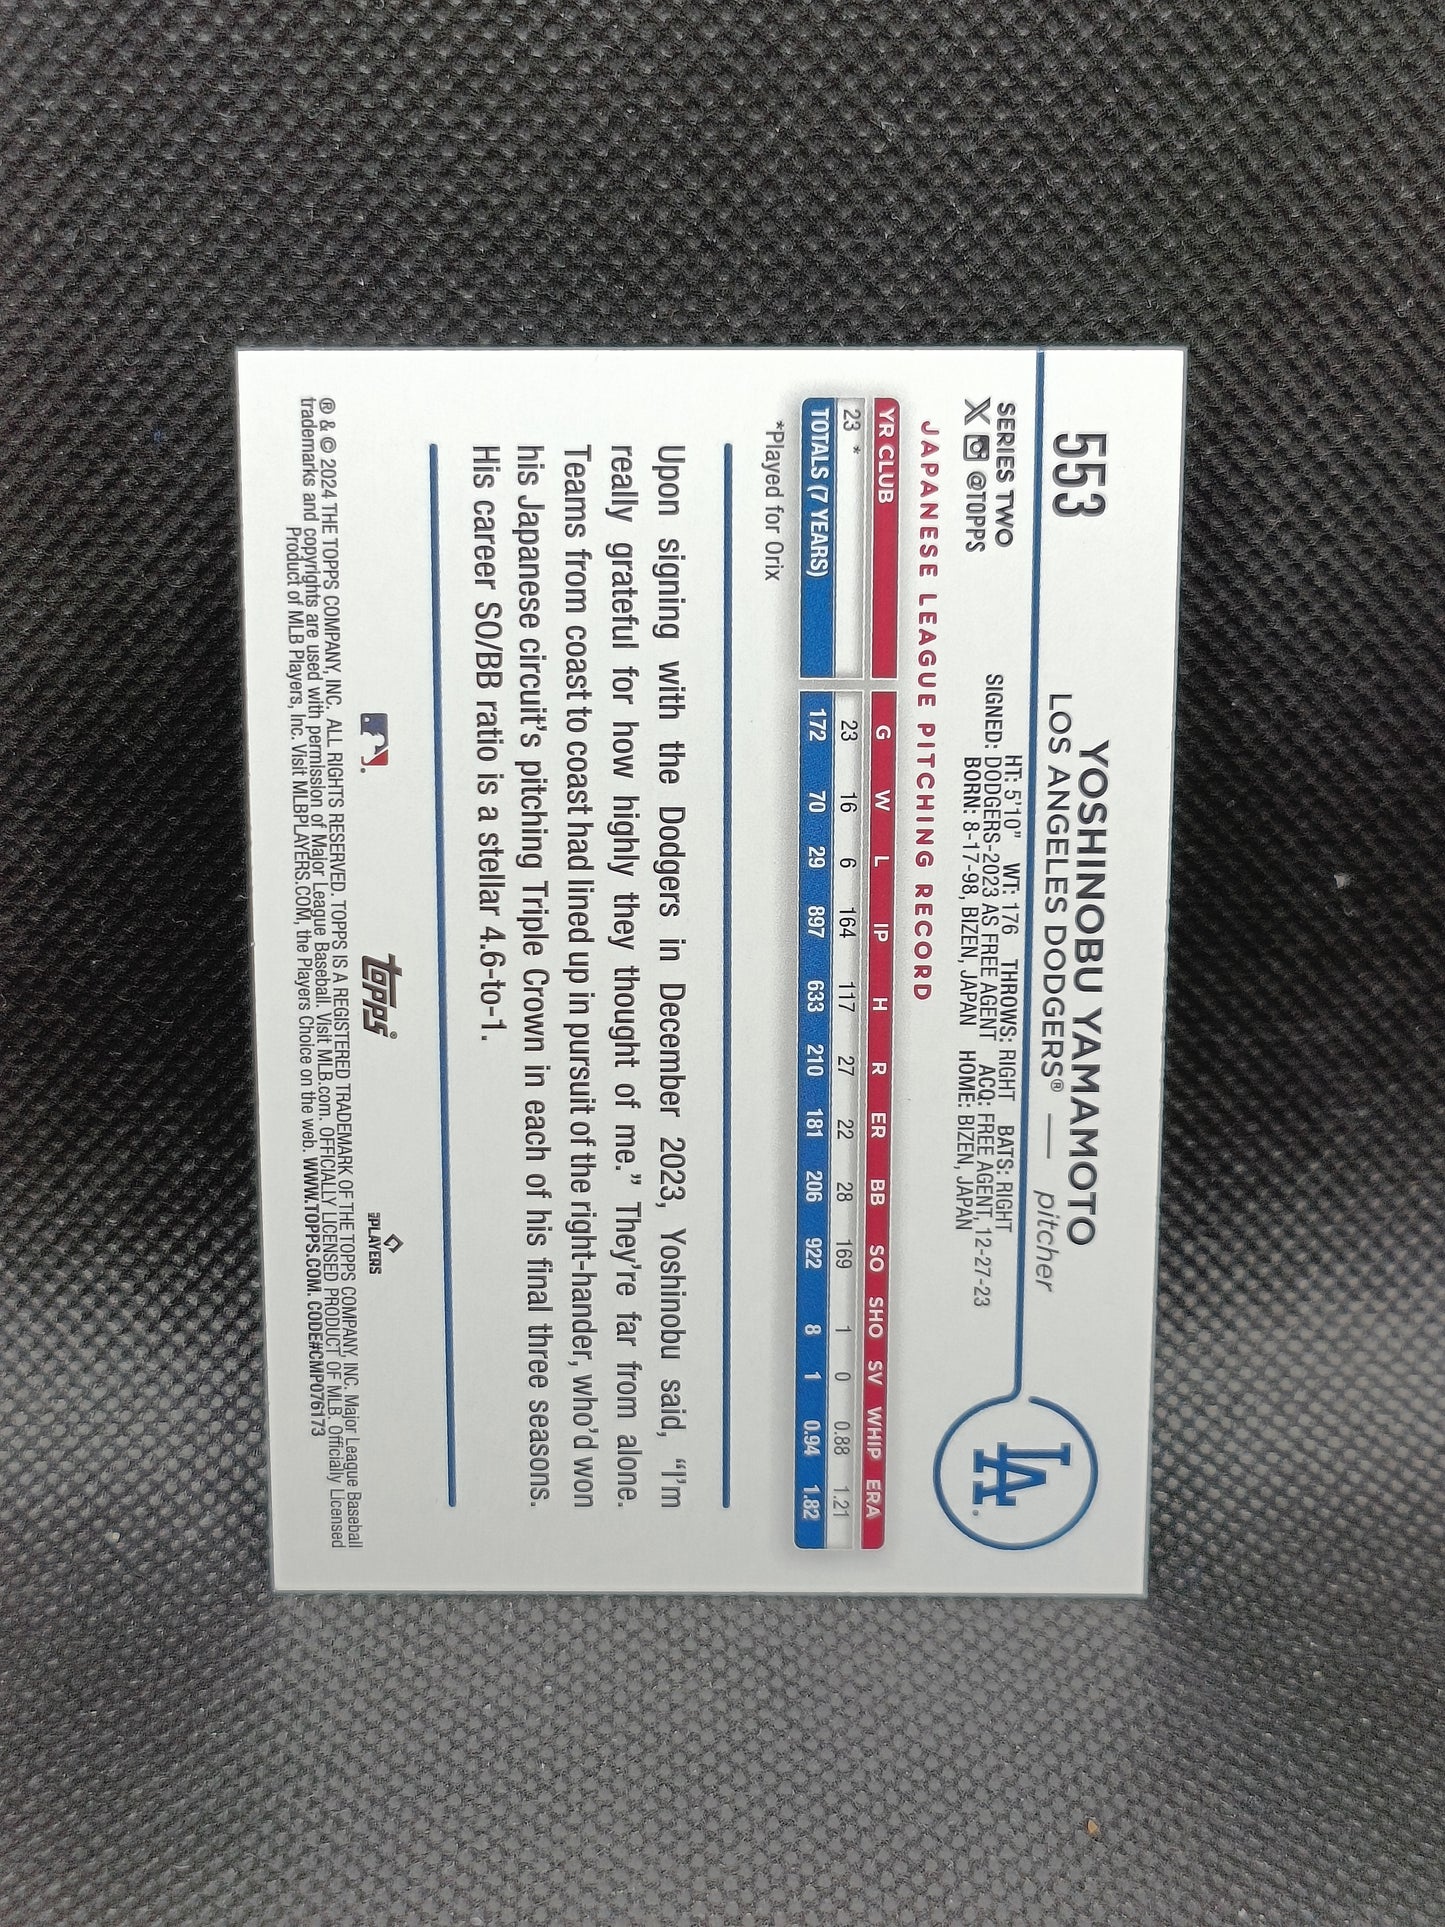 553
YOSHINOBU YAMAMOTO
LOS ANGELES DODGERS® — pitcher
LA
SERIES TWO
X @TOPPS
HT: 5'10" WT: 176 THROWS: RIGHT BATS: RIGHT
SIGNED: DODGERS-2023 AS FREE AGENT ACQ: FREE AGENT, 12-27-23
BORN: 8-17-98, BIZEN, JAPAN HOME: BIZEN, JAPAN
JAPANESE LEAGUE PITCHING RECORD
YR CLUB G W L IP H R ER BB SO SHO SV WHIP ERA
23 * 23 16 6 164 117 27 22 28 169 1 0 0.88 1.21
TOTALS (7 YEARS) 172 70 29 897 633 210 181 206 922 8 1 0.94 1.82
*Played for Orix
Upon signing with the Dodgers in December 2023, Yoshinobu said, “I’m
really grateful for how highly they thought of me.” They’re far from alone.
Teams from coast to coast had lined up in pursuit of the right-hander, who’d won
his Japanese circuit’s pitching Triple Crown in each of his final three seasons.
His career SO/BB ratio is a stellar 4.6-to-1.
topps®
PLAYERS
® & © 2024 THE TOPPS COMPANY, INC. ALL RIGHTS RESERVED. TOPPS IS A REGISTERED TRADEMARK OF THE TOPPS COMPANY, INC. Major League Baseball
trademarks and copyrights are used with permission of Major League Baseball. Visit MLB.com. OFFICIALLY LICENSED PRODUCT OF MLB. Officially Licensed
Product of MLB Players, Inc. Visit MLBPLAYERS.COM, the Players Choice on the web. WWW.TOPPS.COM. CODE#CMP076173